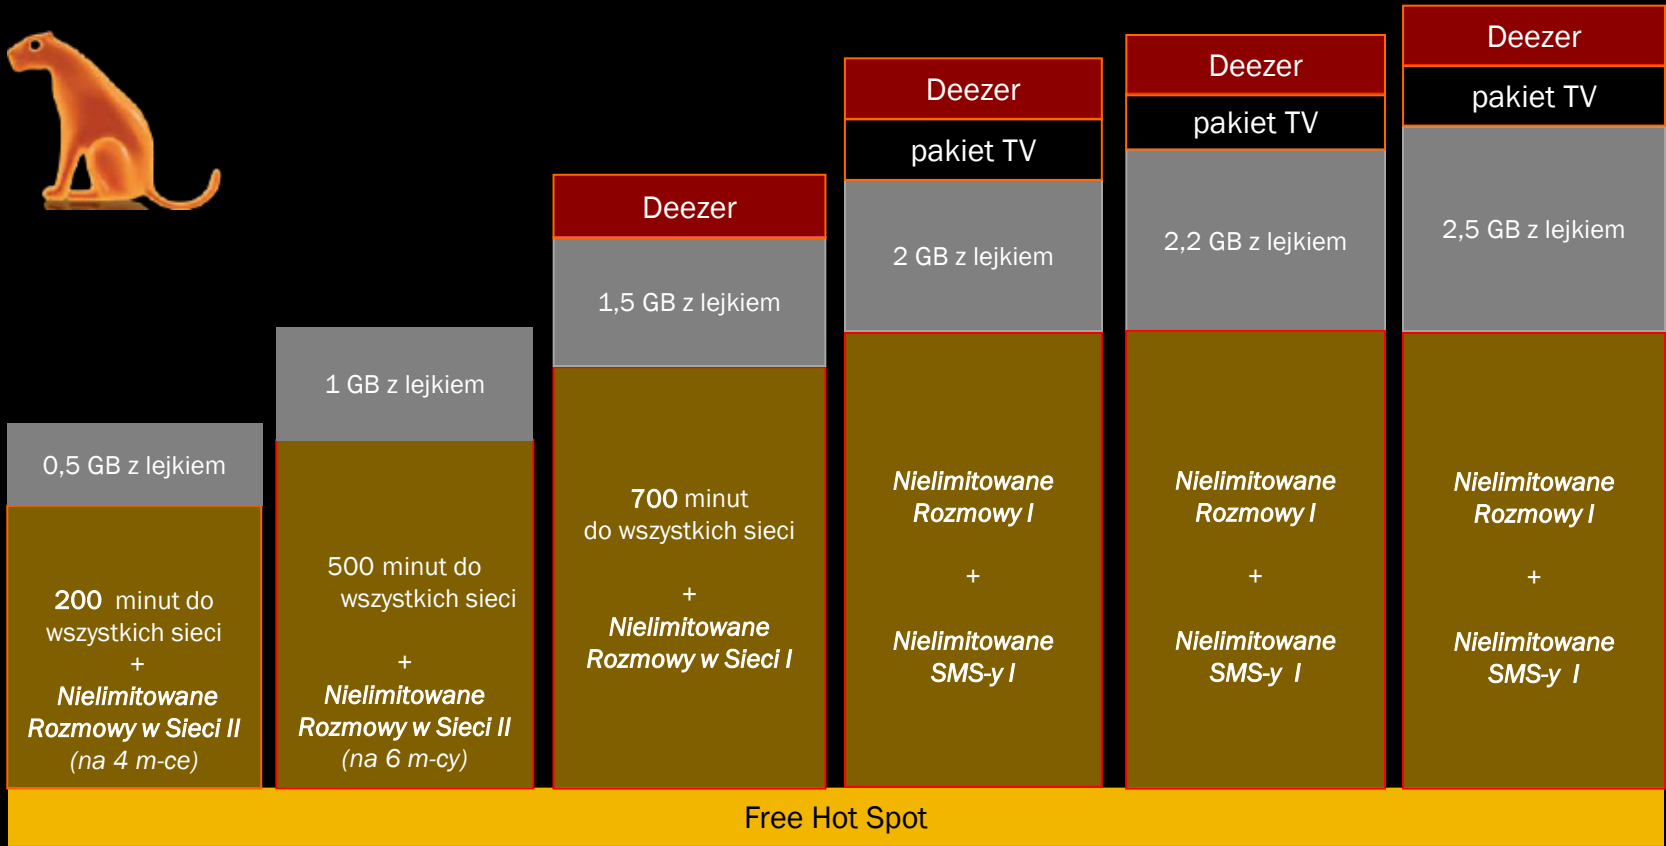 0,5 GB z lejkiem
200 minut do
wszystkich sieci
+
Nielimitowane
Rozmowy w Sieci II
(na 4 m-ce)
1 GB z lejkiem
500 minut do
wszystkich sieci
+
Nielimitowane
Rozmowy w Sieci II
(na 6 m-cy)
Deezer
1,5 GB z lejkiem
700 minut
do wszystkich sieci
+
Nielimitowane
Rozmowy w Sieci I
Deezer
pakiet TV
2 GB z lejkiem
Nielimitowane
Rozmowy I
+
Nielimitowane
SMS-y I
Deezer
pakiet TV
2,2 GB z lejkiem
Nielimitowane
Rozmowy I
+
Nielimitowane
SMS-y I
Deezer
pakiet TV
2,5 GB z lejkiem
Nielimitowane
Rozmowy I
+
Nielimitowane
SMS-y I
Free Hot Spot